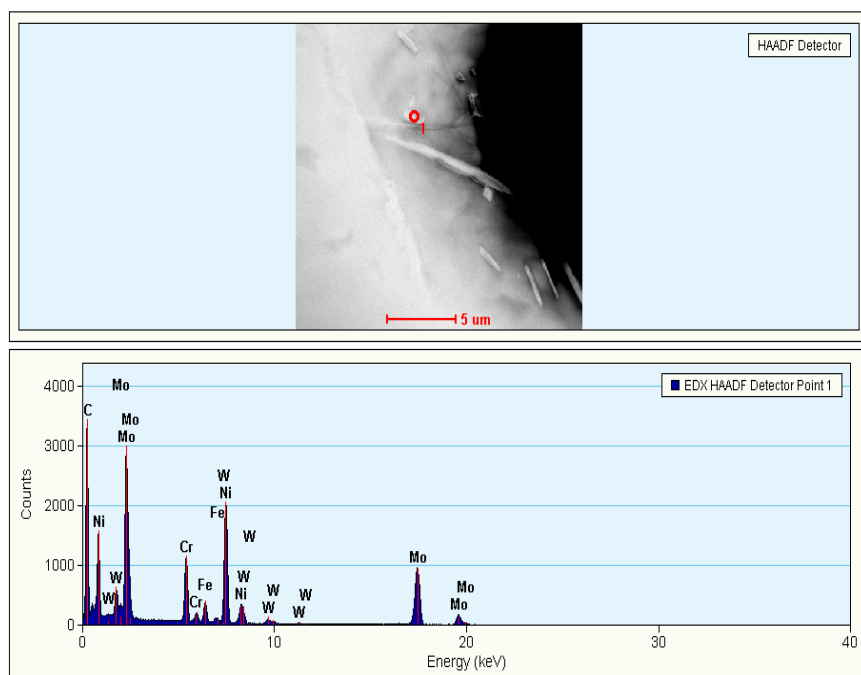 HAADF Detector
1
5 um
EDX HAADF Detector Point 1
Counts
4000
3000
2000
1000
0
C
Ni
W
W
Mo
Mo
Mo
Cr
Cr
Fe
Fe
W
Ni
W
W
Ni
W
W
W
W
Mo
Mo
Mo
0
10
20
30
40
Energy (keV)